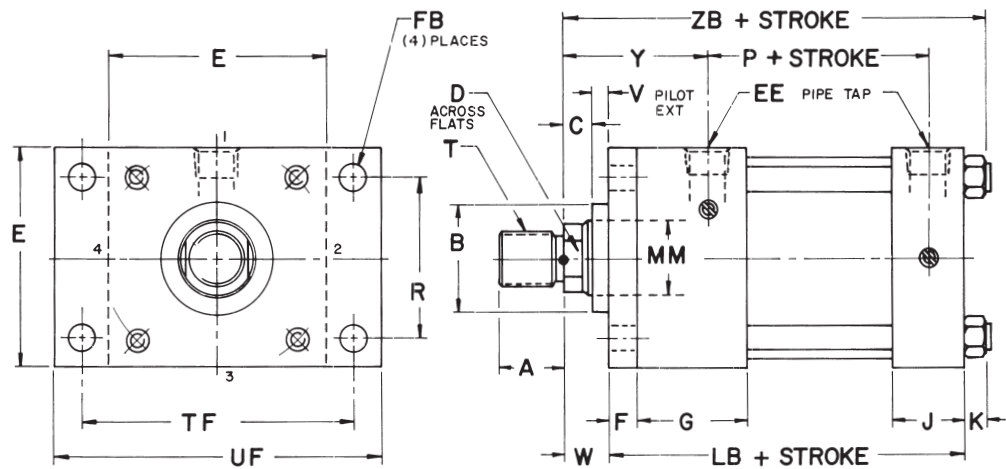 FB
(4) PLACES
E
E
4
2
3
R
TF
UF
ZB + STROKE
Y
P + STROKE
V PILOT
EXT
EE PIPE TAP
D
ACROSS
FLATS
C
T
B
MM
A
F
G
J
K
W
LB + STROKE